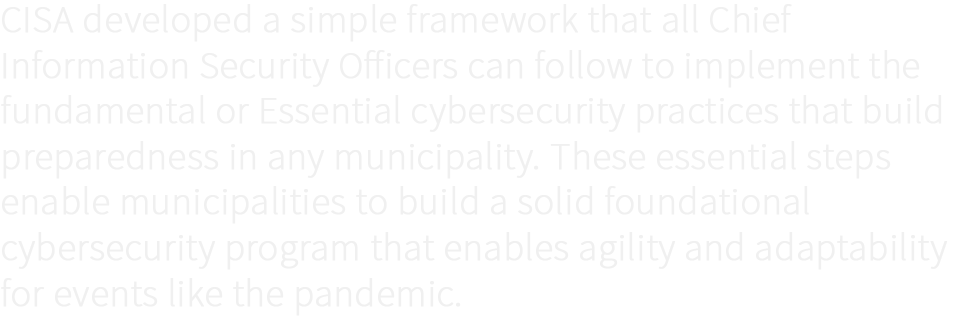 CISA developed a simple framework that all Chief
Information Security Officers can follow to implement the
fundamental or Essential cybersecurity practices that build
preparedness in any municipality. These essential steps
enable municipalities to build a solid foundational
cybersecurity program that enables agility and adaptability
for events like the pandemic.